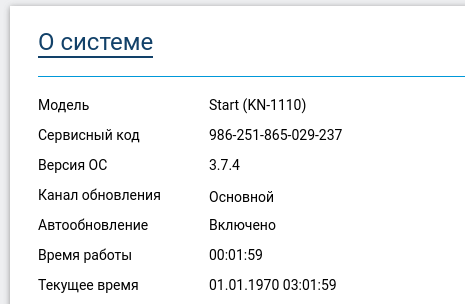 О системе
Модель Start (KN-1110)
Сервисный код 986-251-865-029-237
Версия ОС 3.7.4
Канал обновления Основной
Автообновление Включено
Время работы 00:01:59
Текущее время 01.01.1970 03:01:59